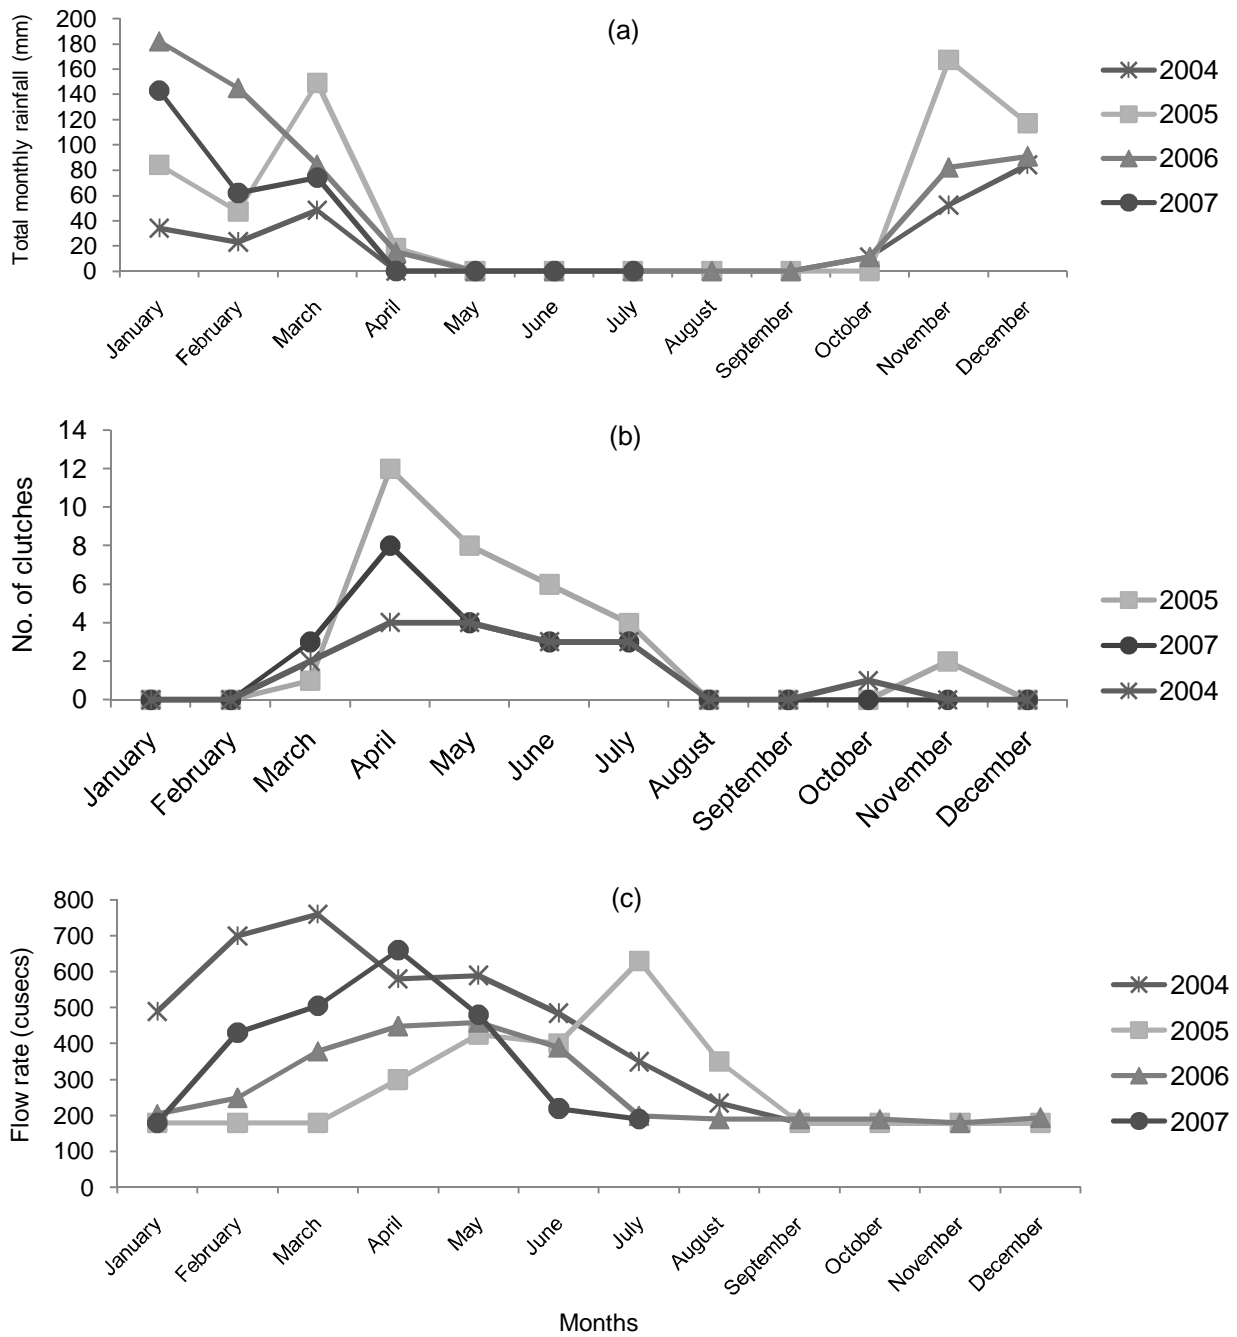 (a)
Total monthly rainfall (mm)
200
180
160
140
120
100
80
60
40
20
0
January
February
March
April
May
June
July
August
September
October
November
December
2004
2005
2006
2007
(b)
No. of clutches
14
12
10
8
6
4
2
0
January
February
March
April
May
June
July
August
September
October
November
December
2005
2007
2004
(c)
Flow rate (cusecs)
800
700
600
500
400
300
200
100
0
January
February
March
April
May
June
July
August
September
October
November
December
2004
2005
2006
2007
Months